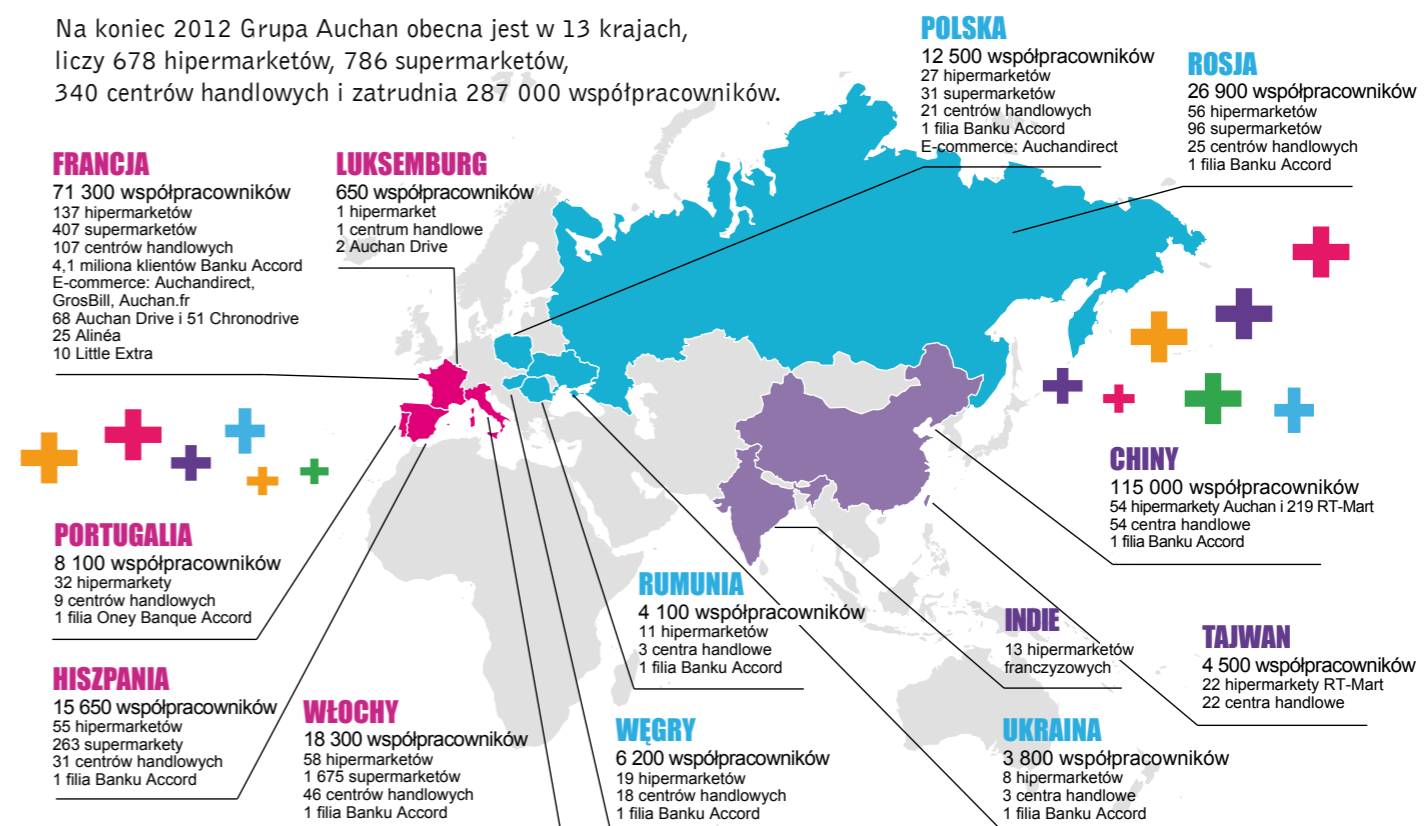 Na koniec 2012 Grupa Auchan obecna jest w 13 krajach,
liczy 678 hipermarketów, 786 supermarketów,
340 centrów handlowych i zatrudnia 287 000 współpracowników.
POLSKA
12 500 współpracowników
27 hipermarketów
31 supermarketów
21 centrów handlowych
1 filia Banku Accord
E-commerce: Auchandirect
ROSJA
26 900 współpracowników
56 hipermarketów
96 supermarketów
25 centrów handlowych
1 filia Banku Accord
FRANCJA
71 300 współpracowników
137 hipermarketów
407 supermarketów
107 centrów handlowych
4,1 miliona klientów Banku Accord
E-commerce: Auchandirect,
GrosBill, Auchan.fr
68 Auchan Drive i 51 Chronodrive
25 Alinéa
10 Little Extra
LUKSEMBURG
650 współpracowników
1 hipermarket
1 centrum handlowe
2 Auchan Drive
CHINY
115 000 współpracowników
54 hipermarkety Auchan i 219 RT-Mart
54 centra handlowe
1 filia Banku Accord
PORTUGALIA
8 100 współpracowników
32 hipermarkety
9 centrów handlowych
1 filia Oney Banque Accord
RUMUNIA
4 100 współpracowników
11 hipermarketów
3 centra handlowe
1 filia Banku Accord
INDIE
13 hipermarketów
franczyzowych
TAJWAN
4 500 współpracowników
22 hipermarkety RT-Mart
22 centra handlowe
HISZPANIA
15 650 współpracowników
55 hipermarketów
263 supermarkety
31 centrów handlowych
1 filia Banku Accord
WŁOCHY
18 300 współpracowników
58 hipermarketów
1 675 supermarketów
46 centrów handlowych
1 filia Banku Accord
WĘGRY
6 200 współpracowników
19 hipermarketów
18 centrów handlowych
1 filia Banku Accord
UKRAINA
3 800 współpracowników
8 hipermarketów
3 centra handlowe
1 filia Banku Accord